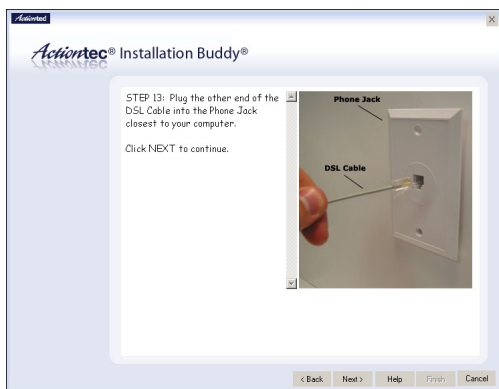 Actiontec
Actiontec® Installation Buddy®
STEP 13: Plug the other end of the
DSL Cable into the Phone Jack
closest to your computer.
Click NEXT to continue.
Phone Jack
DSL Cable
< Back Next > Help Finish Cancel